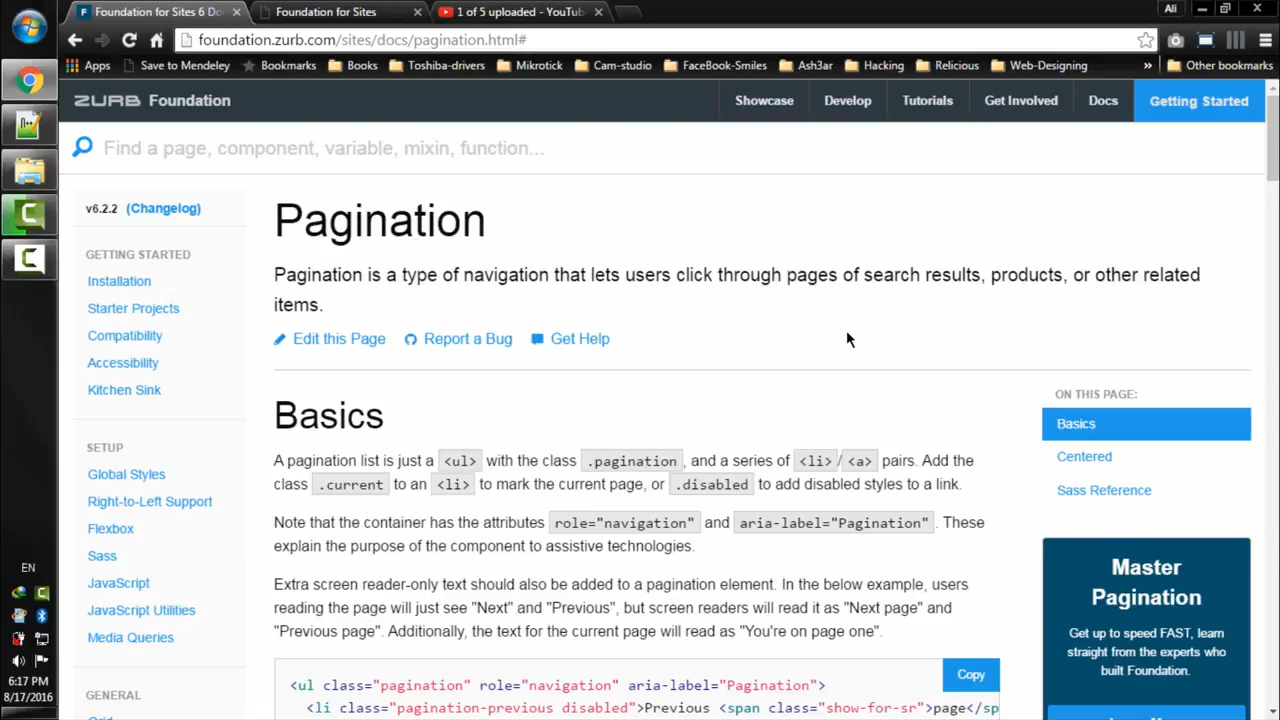 Foundation for Sites 6 Do
Foundation for Sites
1 of 5 uploaded - YouTub
Ali
foundation.zurb.com/sites/docs/pagination.html#
Apps
Save to Mendeley
Bookmarks
Books
Toshiba-drivers
Mikrotick
Cam-studio
FaceBook-Smiles
Ash3ar
Hacking
Relicious
Web-Designing
»
Other bookmarks
ZURB Foundation
Showcase
Develop
Tutorials
Get Involved
Docs
Getting Started
Find a page, component, variable, mixin, function...
v6.2.2 (Changelog)
GETTING STARTED
Installation
Starter Projects
Compatibility
Accessibility
Kitchen Sink
SETUP
Global Styles
Right-to-Left Support
Flexbox
Sass
JavaScript
JavaScript Utilities
Media Queries
GENERAL
Pagination
Pagination is a type of navigation that lets users click through pages of search results, products, or other related
items.
Edit this Page
Report a Bug
Get Help
Basics
A pagination list is just a <ul> with the class .pagination, and a series of <li>/<a> pairs. Add the
class .current to an <li> to mark the current page, or .disabled to add disabled styles to a link.
Note that the container has the attributes role="navigation" and aria-label="Pagination". These
explain the purpose of the component to assistive technologies.
Extra screen reader-only text should also be added to a pagination element. In the below example, users
reading the page will just see "Next" and "Previous", but screen readers will read it as "Next page" and
"Previous page". Additionally, the text for the current page will read as "You're on page one".
Copy
<ul class="pagination role="navigation" aria-label="Pagination">
<li class="pagination-previous disabled">Previous <span class="show-for-sr">page</sp
ON THIS PAGE:
Basics
Centered
Sass Reference
Master
Pagination
Get up to speed FAST, learn
straight from the experts who
built Foundation.
EN
6:17 PM
8/17/2016